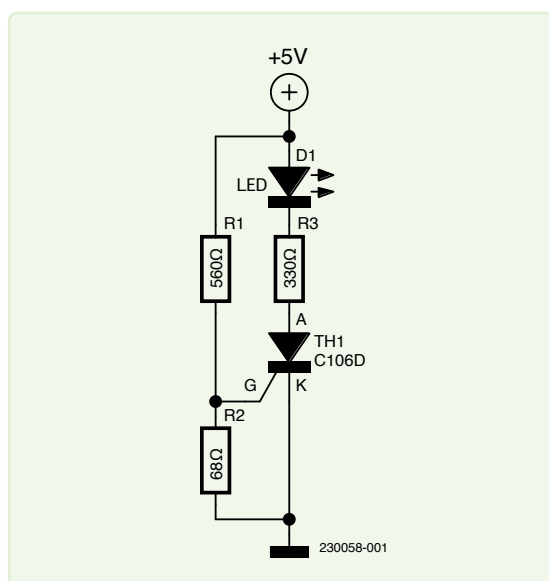 +5V
D1
LED
R1
R3
560Ω
330Ω
A
TH1
C106D
G
K
R2
68Ω
230058-001